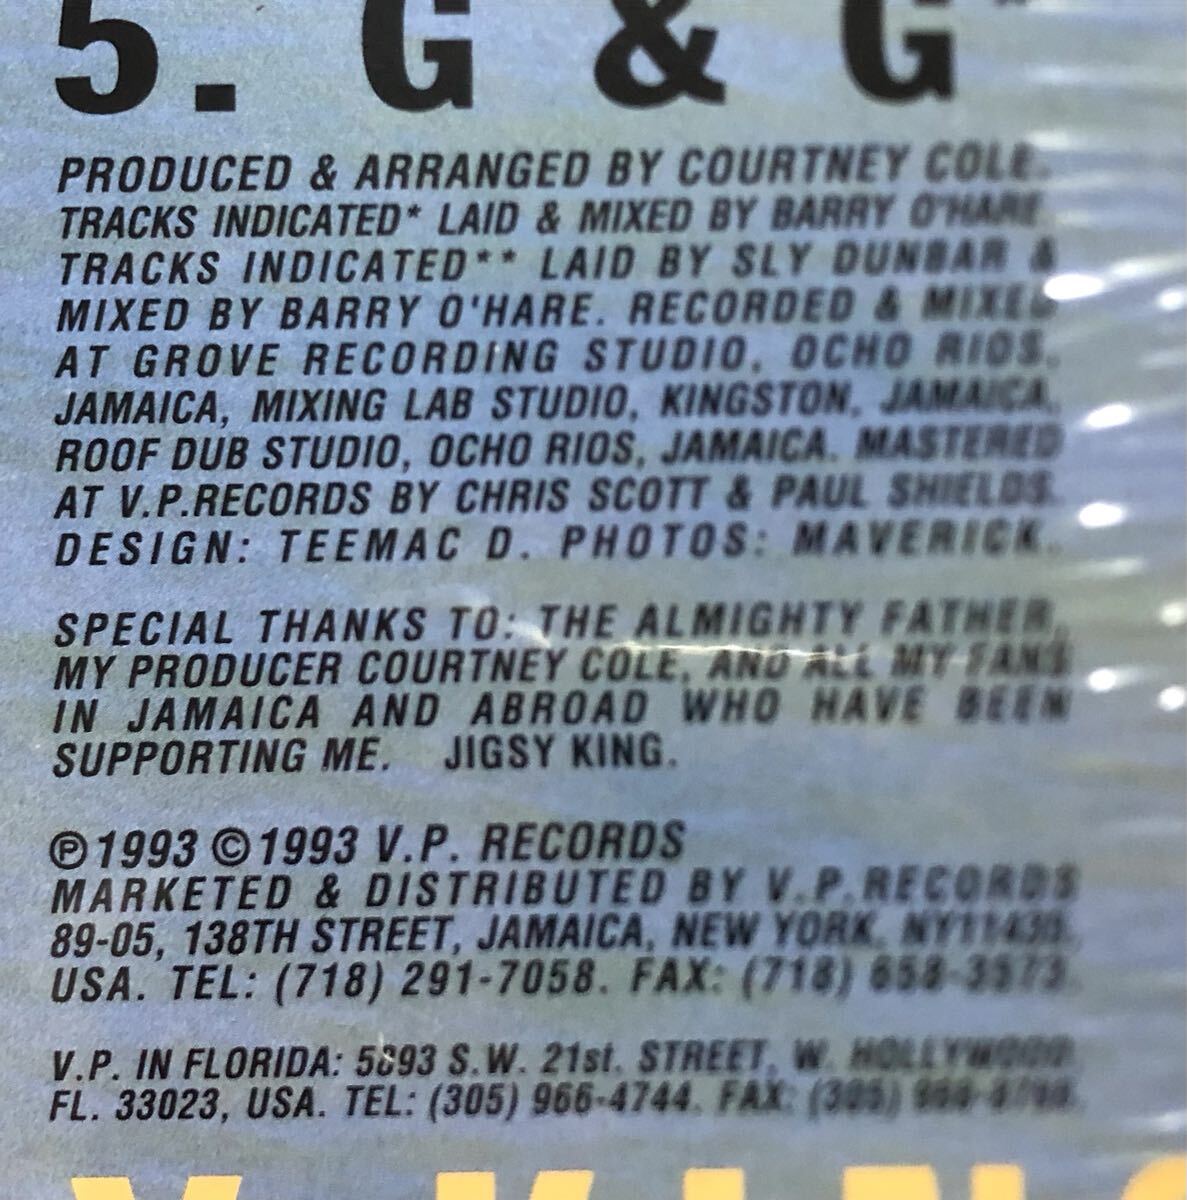 5. G & G*
PRODUCED & ARRANGED BY COURTNEY COLE.
TRACKS INDICATED* LAID & MIXED BY BARRY O'HARE.
TRACKS INDICATED** LAID BY SLY DUNBAR &
MIXED BY BARRY O'HARE. RECORDED & MIXED
AT GROVE RECORDING STUDIO, OCHO RIOS,
JAMAICA, MIXING LAB STUDIO, KINGSTON, JAMAICA,
ROOF DUB STUDIO, OCHO RIOS, JAMAICA. MASTERED
AT V.P.RECORDS BY CHRIS SCOTT & PAUL SHIELDS.
DESIGN: TEEMAC D. PHOTOS: MAVERICK.
SPECIAL THANKS TO: THE ALMIGHTY FATHER,
MY PRODUCER COURTNEY COLE, AND ALL MY FANS
IN JAMAICA AND ABROAD WHO HAVE BEEN
SUPPORTING ME. JIGSY KING.
℗1993 ©1993 V.P. RECORDS
MARKETED & DISTRIBUTED BY V.P.RECORDS
89-05, 138TH STREET, JAMAICA, NEW YORK, NY11435,
USA. TEL: (718) 291-7058. FAX: (718) 658-3573.
V.P. IN FLORIDA: 5893 S.W. 21st. STREET, W. HOLLYWOOD
FL. 33023, USA. TEL: (305) 966-4744. FAX: (305)